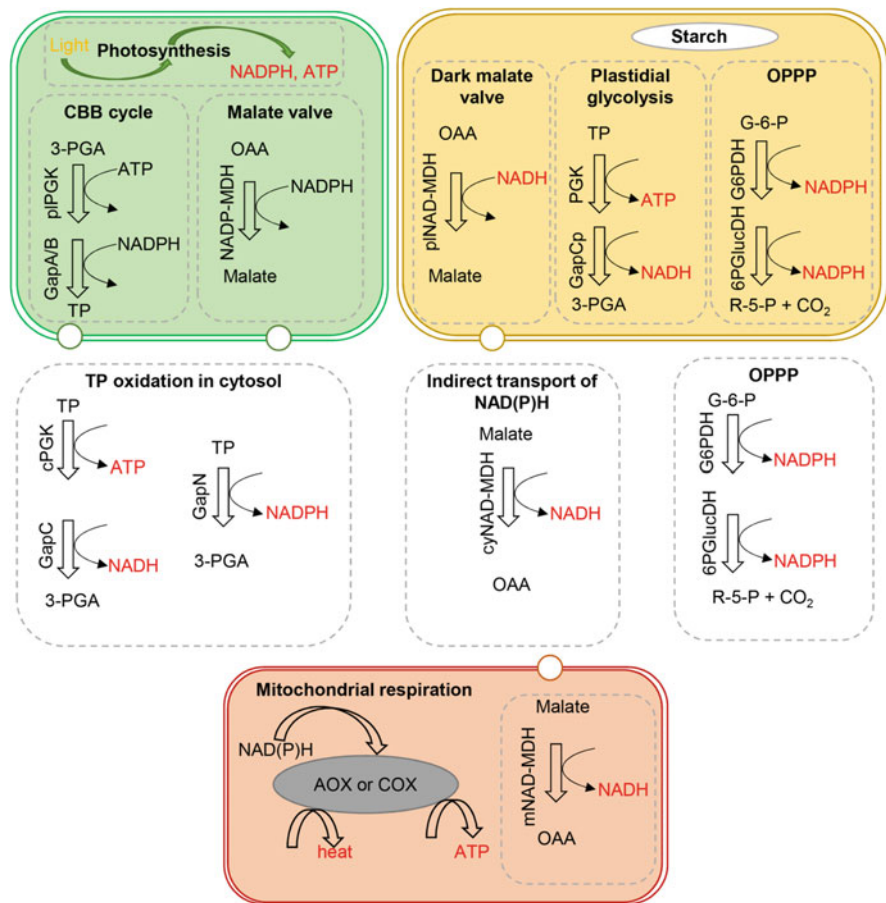 Light
Photosynthesis
NADPH, ATP
CBB cycle
3-PGA
ATP
plPGK
NADPH
GapA/B
TP
Malate valve
OAA
NADPH
NADP-MDH
Malate
Starch
Dark malate
valve
OAA
NADH
plNAD-MDH
Malate
Plastidial
glycolysis
TP
PGK
ATP
GapCp
NADH
3-PGA
OPPP
G-6-P
G6PDH
NADPH
6PGlucDH
NADPH
R-5-P + CO₂
TP oxidation in cytosol
TP
cPGK
ATP
GapC
NADH
3-PGA
TP
GapN
NADPH
3-PGA
Indirect transport of
NAD(P)H
Malate
cyNAD-MDH
NADH
OAA
OPPP
G-6-P
G6PDH
NADPH
6PGlucDH
NADPH
R-5-P + CO₂
Mitochondrial respiration
NAD(P)H
AOX or COX
heat
ATP
Malate
mNAD-MDH
NADH
OAA